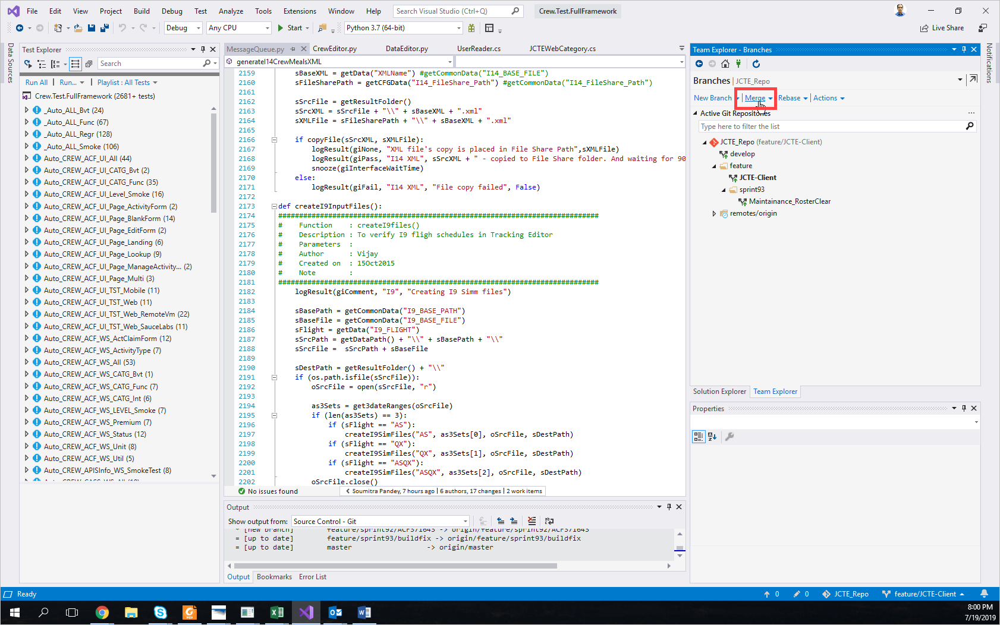 File Edit View Project Build Debug Test Analyze Tools Extensions Window Help Search Visual Studio (Ctrl+Q) Crew.Test.FullFramework
Debug Any CPU Start Python 3.7 (64-bit) Live Share
Data Sources
Test Explorer
Search
Run All | Run... Playlist : All Tests
Crew.Test.FullFramework (2681+ tests)
_Auto_ALL_Bvt (24)
_Auto_ALL_Func (67)
_Auto_ALL_Regr (128)
_Auto_ALL_Smoke (106)
Auto_CREW_ACF_UI_All (44)
Auto_CREW_ACF_UI_CATG_Bvt (2)
Auto_CREW_ACF_UI_CATG_Func (35)
Auto_CREW_ACF_UI_Level_Smoke (16)
Auto_CREW_ACF_UI_Page_ActivityForm (2)
Auto_CREW_ACF_UI_Page_BlankForm (14)
Auto_CREW_ACF_UI_Page_EditForm (2)
Auto_CREW_ACF_UI_Page_Landing (6)
Auto_CREW_ACF_UI_Page_Lookup (9)
Auto_CREW_ACF_UI_Page_ManageActivity... (2)
Auto_CREW_ACF_UI_Page_Multi (3)
Auto_CREW_ACF_UI_TST_Mobile (11)
Auto_CREW_ACF_UI_TST_Web (11)
Auto_CREW_ACF_UI_TST_Web_RemoteVm (22)
Auto_CREW_ACF_UI_TST_Web_SauceLabs (11)
Auto_CREW_ACF_WS_ActClaimForm (12)
Auto_CREW_ACF_WS_ActivityType (7)
Auto_CREW_ACF_WS_All (53)
Auto_CREW_ACF_WS_CATG_Bvt (1)
Auto_CREW_ACF_WS_CATG_Func (7)
Auto_CREW_ACF_WS_CATG_Int (6)
Auto_CREW_ACF_WS_LEVEL_Smoke (7)
Auto_CREW_ACF_WS_Premium (7)
Auto_CREW_ACF_WS_Status (12)
Auto_CREW_ACF_WS_Unit (8)
Auto_CREW_ACF_WS_Util (5)
Auto_CREW_APISInfo_WS_SmokeTest (8)
MessageQueue.py CrewEditor.py DataEditor.py UserReader.cs JCTEWebCategory.cs
generateI14CrewMealsXML
2159 sBaseXML = getData("XMLName") #getCommonData("I14_BASE_FILE")
2160 sFileSharePath = getCFGData("I14_FileShare_Path") #getCommonData("I14_FileShare_Path")
2161
2162 sSrcFile = getResultFolder()
2163 sSrcXML = sSrcFile + "\\" + sBaseXML + ".xml"
2164 sXMLFile = sFileSharePath + "\\" + sBaseXML + ".xml"
2165
2166 if copyFile(sSrcXML, sXMLFile):
2167 logResult(giNone, "XML file's copy is placed in File Share Path",sXMLFile)
2168 logResult(giPass, "I14 XML", sSrcXML + " - copied to File Share folder. And waiting for 90
2169 snooze(giInterfaceWaitTime)
2170 else:
2171 logResult(giFail, "I14 XML", "File copy failed", False)
2172
2173 def createI9InputFiles():
2174 #############################################################################
2175 # Function : createI9files()
2176 # Description : To verify I9 fligh schedules in Tracking Editor
2177 # Parameters :
2178 # Author : Vijay
2179 # Created on : 15Oct2015
2180 # Note :
2181 #############################################################################
2182 logResult(giComment, "I9", "Creating I9 Simm files")
2183
2184 sBasePath = getCommonData("I9_BASE_PATH")
2185 sBaseFile = getCommonData("I9_BASE_FILE")
2186 sFlight = getData("I9_FLIGHT")
2187 sSrcPath = getDataPath() + "\\" + sBasePath + "\\"
2188 sSrcFile = sSrcPath + sBaseFile
2189
2190 sDestPath = getResultFolder() + "\\"
2191 if (os.path.isfile(sSrcFile)):
2192 oSrcFile = open(sSrcFile, "r")
2193
2194 as3Sets = get3dateRanges(oSrcFile)
2195 if (len(as3Sets) == 3):
2196 if (sFlight == "AS"):
2197 createI9SimFiles("AS", as3Sets[0], oSrcFile, sDestPath)
2198 if (sFlight == "QX"):
2199 createI9SimFiles("QX", as3Sets[1], oSrcFile, sDestPath)
2200 if (sFlight == "ASQX"):
2201 createI9SimFiles("ASQX", as3Sets[2], oSrcFile, sDestPath)
2202 oSrcFile.close()
No issues found Soumitra Pandey, 7 hours ago | 6 authors, 17 changes | 2 work items
Output
Show output from: Source Control - Git
* [new branch] feature/sprint92/ACF371643 -> origin/feature/sprint92/ACF371643
= [up to date] feature/sprint93/buildfix -> origin/feature/sprint93/buildfix
= [up to date] master -> origin/master
Output Bookmarks Error List
Team Explorer - Branches
Branches | JCTE_Repo
New Branch | Merge Rebase | Actions
Active Git Repositories ...
Type here to filter the list
JCTE_Repo (feature/JCTE-Client)
develop
feature
JCTE-Client
sprint93
Maintainance_RosterClear
remotes/origin
Solution Explorer Team Explorer
Properties
Notifications
Ready 0 0 JCTE_Repo feature/JCTE-Client
8:00 PM
7/19/2019